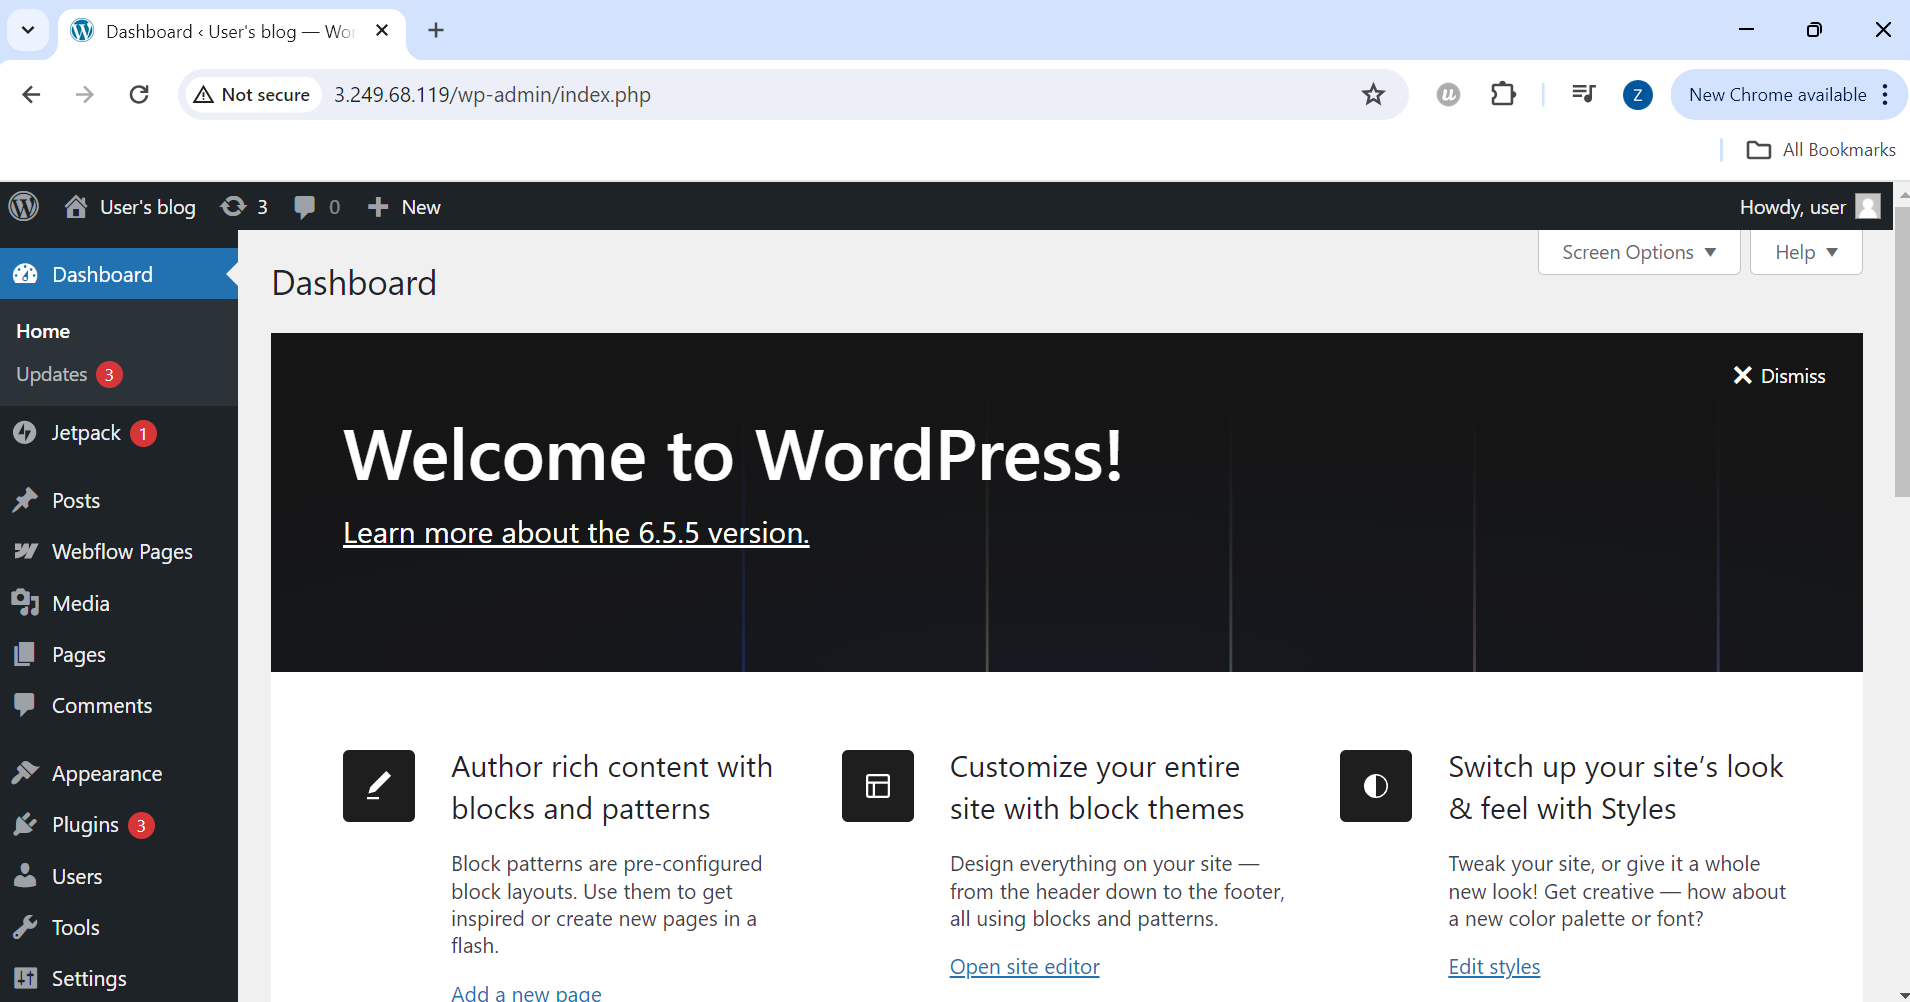 Dashboard ‹ User's blog — Wor
Not secure 3.249.68.119/wp-admin/index.php
Z
New Chrome available
All Bookmarks
User's blog 3 0 New
Howdy, user
Screen Options ▼ Help ▼
Dashboard
Home
Updates 3
Jetpack 1
Posts
Webflow Pages
Media
Pages
Comments
Appearance
Plugins 3
Users
Tools
Settings
Dashboard
Dismiss
Welcome to WordPress!
Learn more about the 6.5.5 version.
Author rich content with
blocks and patterns
Block patterns are pre-configured
block layouts. Use them to get
inspired or create new pages in a
flash.
Add a new page
Customize your entire
site with block themes
Design everything on your site —
from the header down to the footer,
all using blocks and patterns.
Open site editor
Switch up your site’s look
& feel with Styles
Tweak your site, or give it a whole
new look! Get creative — how about
a new color palette or font?
Edit styles